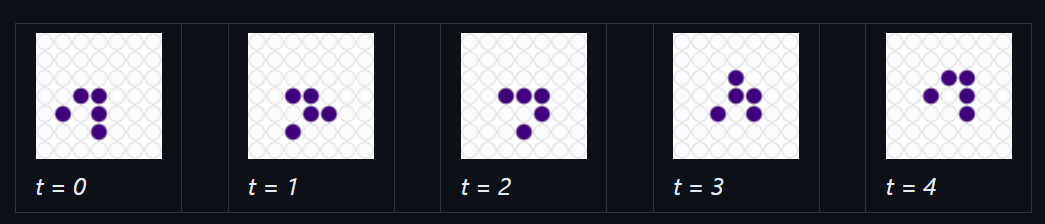 t = 0
t = 1
t = 2
t = 3
t = 4